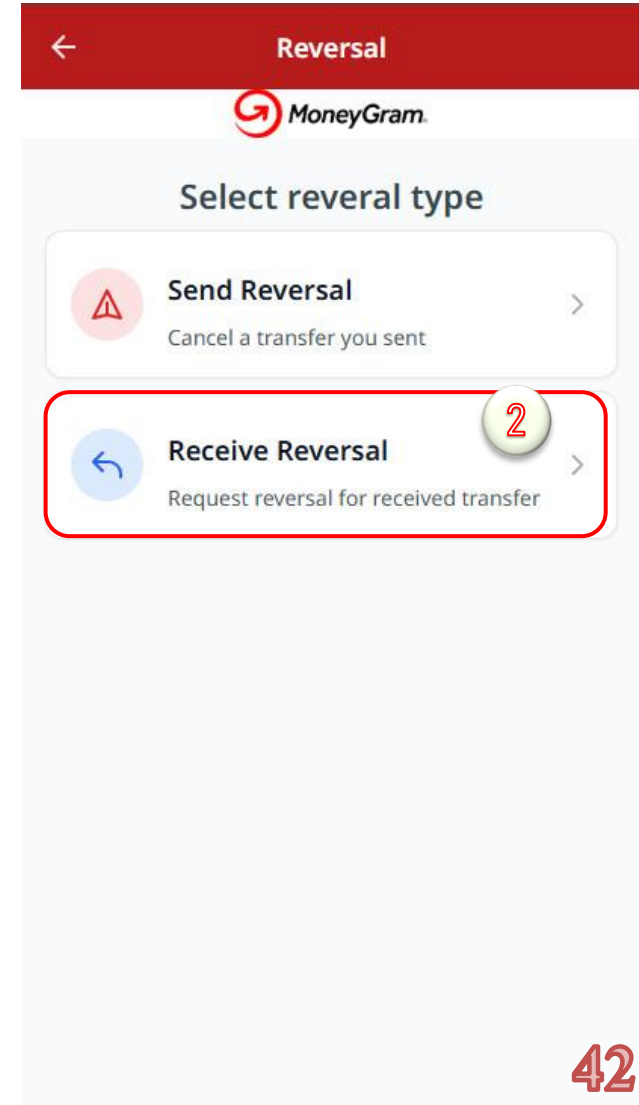 Reversal
MoneyGram.
Select reveral type
Send Reversal
Cancel a transfer you sent
2
Receive Reversal
Request reversal for received transfer
42